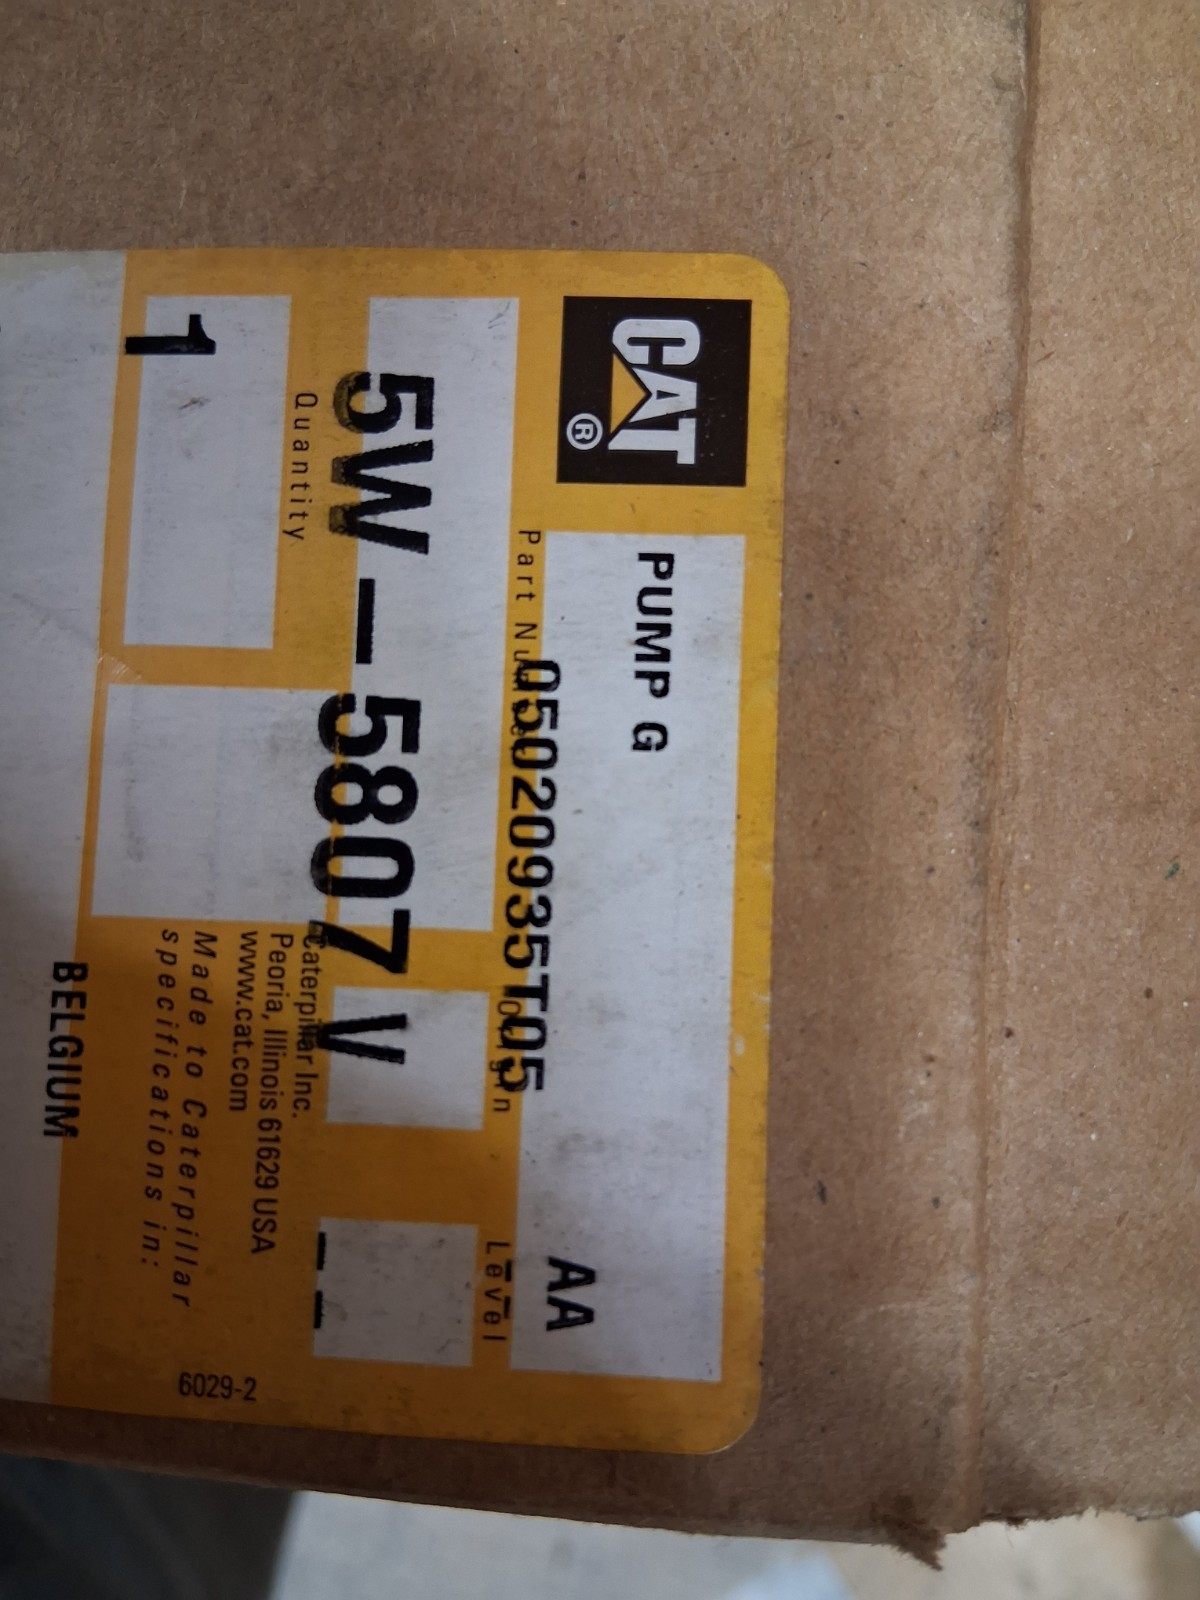 CAT®
PUMP G
AA
05020935T05
Part Number
Origin
Level
5W-5807 V
Quantity
1
Caterpillar Inc.
Peoria, Illinois 61629 USA
www.cat.com
Made to Caterpillar
specifications in:
6029-2
BELGIUM